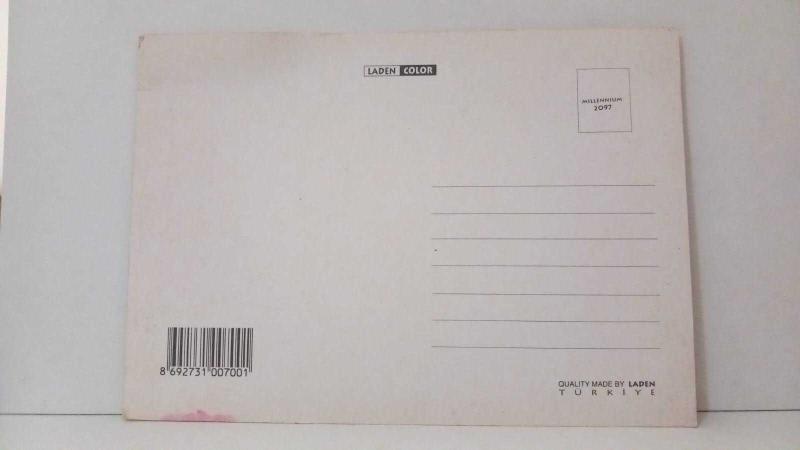 LADEN COLOR
MILLENNIUM
2097
8 692731 007001
QUALITY MADE BY LADEN
TÜRKİYE